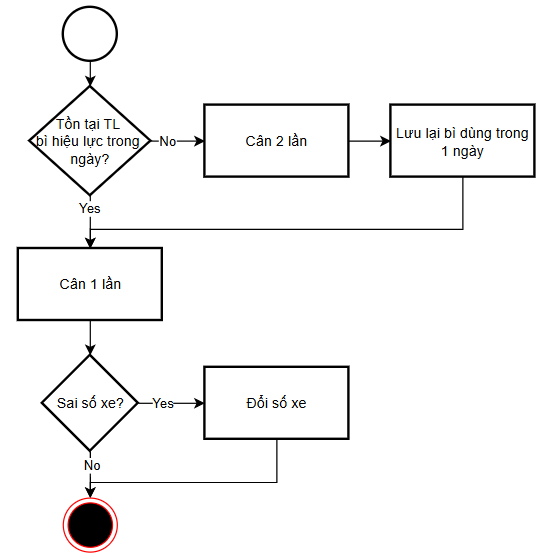 Tồn tại TL
bì hiệu lực trong
ngày?
No
Cân 2 lần
Lưu lại bì dùng trong
1 ngày
Yes
Cân 1 lần
Sai số xe?
Yes
Đổi số xe
No